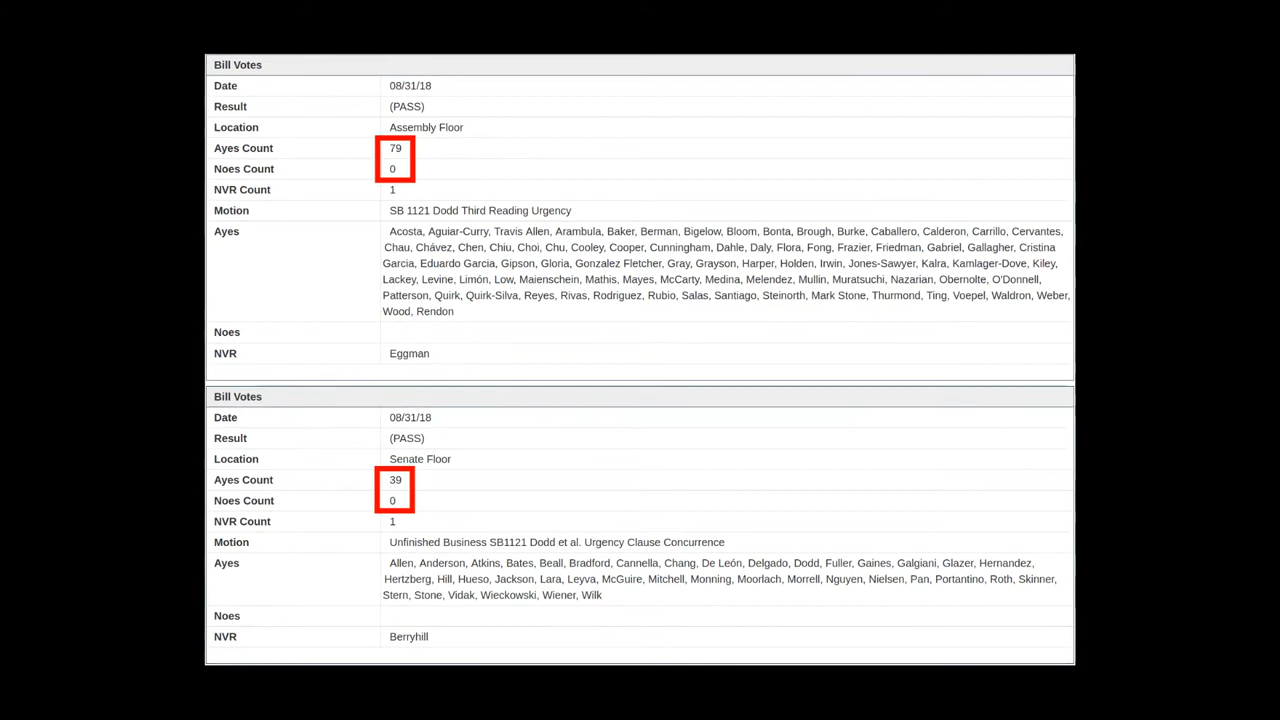 Bill Votes
Date 08/31/18
Result (PASS)
Location Assembly Floor
Ayes Count 79
Noes Count 0
NVR Count 1
Motion SB 1121 Dodd Third Reading Urgency
Ayes Acosta, Aguiar-Curry, Travis Allen, Arambula, Baker, Berman, Bigelow, Bloom, Bonta, Brough, Burke, Caballero, Calderon, Carrillo, Cervantes,
Chau, Chávez, Chen, Chiu, Choi, Chu, Cooley, Cooper, Cunningham, Dahle, Daly, Flora, Fong, Frazier, Friedman, Gabriel, Gallagher, Cristina
Garcia, Eduardo Garcia, Gipson, Gloria, Gonzalez Fletcher, Gray, Grayson, Harper, Holden, Irwin, Jones-Sawyer, Kalra, Kamlager-Dove, Kiley,
Lackey, Levine, Limón, Low, Maienschein, Mathis, Mayes, McCarty, Medina, Melendez, Mullin, Muratsuchi, Nazarian, Obernolte, O'Donnell,
Patterson, Quirk, Quirk-Silva, Reyes, Rivas, Rodriguez, Rubio, Salas, Santiago, Steinorth, Mark Stone, Thurmond, Ting, Voepel, Waldron, Weber,
Wood, Rendon
Noes
NVR Eggman
Bill Votes
Date 08/31/18
Result (PASS)
Location Senate Floor
Ayes Count 39
Noes Count 0
NVR Count 1
Motion Unfinished Business SB1121 Dodd et al. Urgency Clause Concurrence
Ayes Allen, Anderson, Atkins, Bates, Beall, Bradford, Cannella, Chang, De León, Delgado, Dodd, Fuller, Gaines, Galgiani, Glazer, Hernandez,
Hertzberg, Hill, Hueso, Jackson, Lara, Leyva, McGuire, Mitchell, Monning, Moorlach, Morrell, Nguyen, Nielsen, Pan, Portantino, Roth, Skinner,
Stern, Stone, Vidak, Wieckowski, Wiener, Wilk
Noes
NVR Berryhill